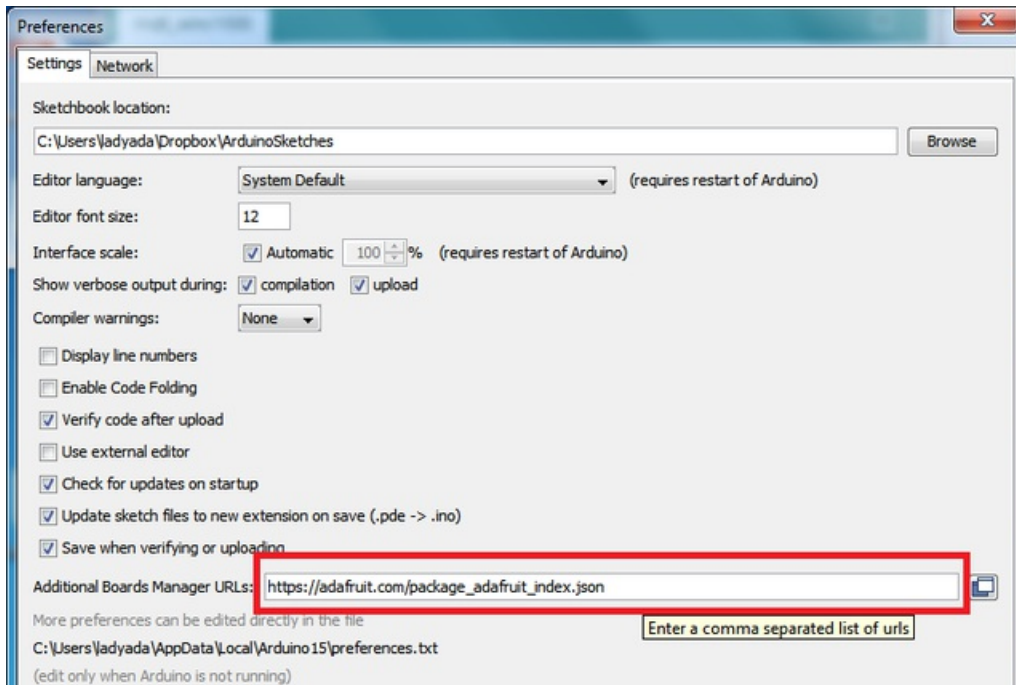 Preferences
Settings Network
Sketchbook location:
C:\Users\ladyada\Dropbox\ArduinoSketches Browse
Editor language: System Default (requires restart of Arduino)
Editor font size: 12
Interface scale: Automatic 100 % (requires restart of Arduino)
Show verbose output during: compilation upload
Compiler warnings: None
Display line numbers
Enable Code Folding
Verify code after upload
Use external editor
Check for updates on startup
Update sketch files to new extension on save (.pde -> .ino)
Save when verifying or uploading
Additional Boards Manager URLs: https://adafruit.com/package_adafruit_index.json
More preferences can be edited directly in the file
Enter a comma separated list of urls
C:\Users\ladyada\AppData\Local\Arduino15\preferences.txt
(edit only when Arduino is not running)